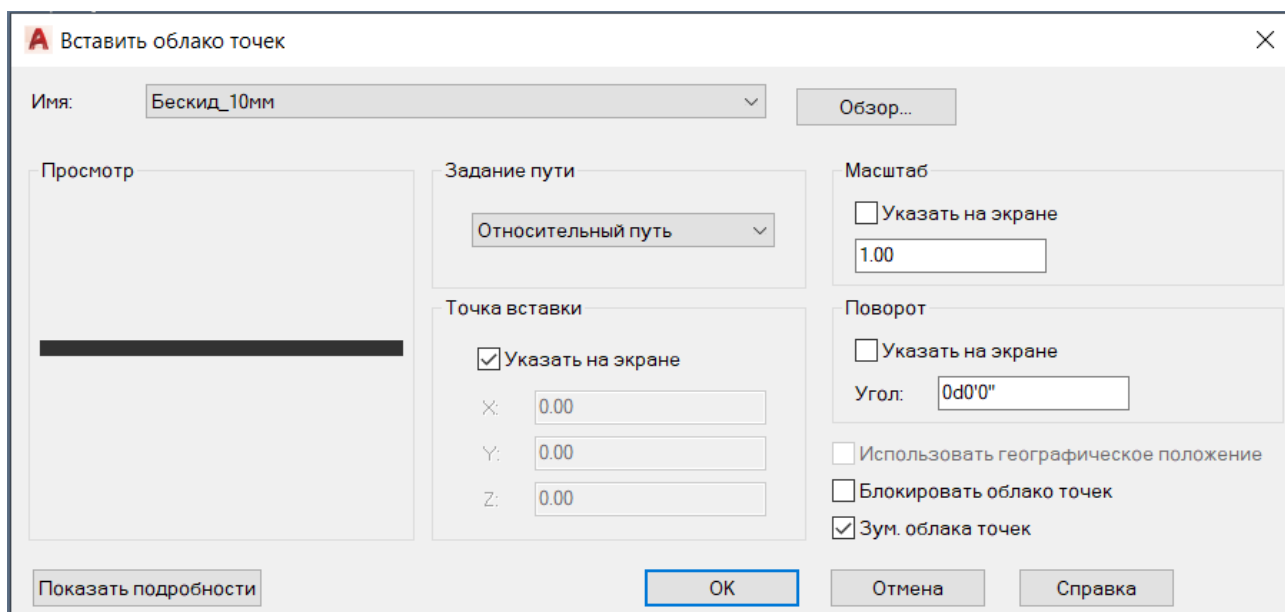 Вставить облако точек
Имя: Бескид_10мм Обзор...
Просмотр Задание пути Масштаб
Указать на экране
Относительный путь
1.00
Точка вставки Поворот
Указать на экране Указать на экране
X: 0.00 Угол: 0d0'0"
Y: 0.00
Использовать географическое положение
Z: 0.00 Блокировать облако точек
Зум. облака точек
Показать подробности OK Отмена Справка